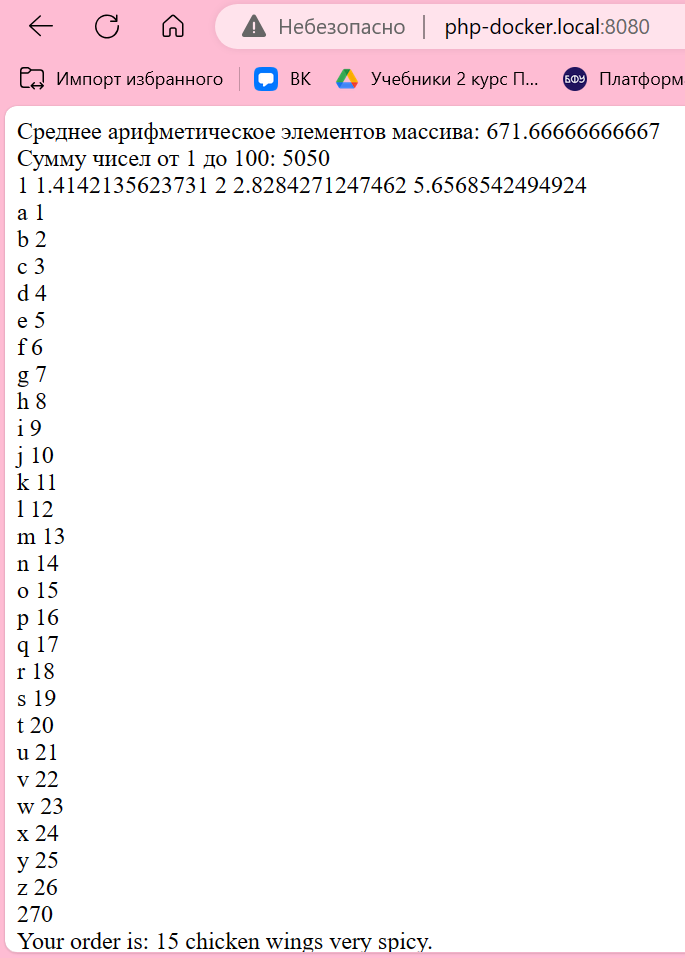 Небезопасно | php-docker.local:8080
Импорт избранного ВК Учебники 2 курс П... БФУ Платформ
Среднее арифметическое элементов массива: 671.66666666667
Сумму чисел от 1 до 100: 5050
1 1.4142135623731 2 2.8284271247462 5.6568542494924
a 1
b 2
c 3
d 4
e 5
f 6
g 7
h 8
i 9
j 10
k 11
l 12
m 13
n 14
o 15
p 16
q 17
r 18
s 19
t 20
u 21
v 22
w 23
x 24
y 25
z 26
270
Your order is: 15 chicken wings very spicy.